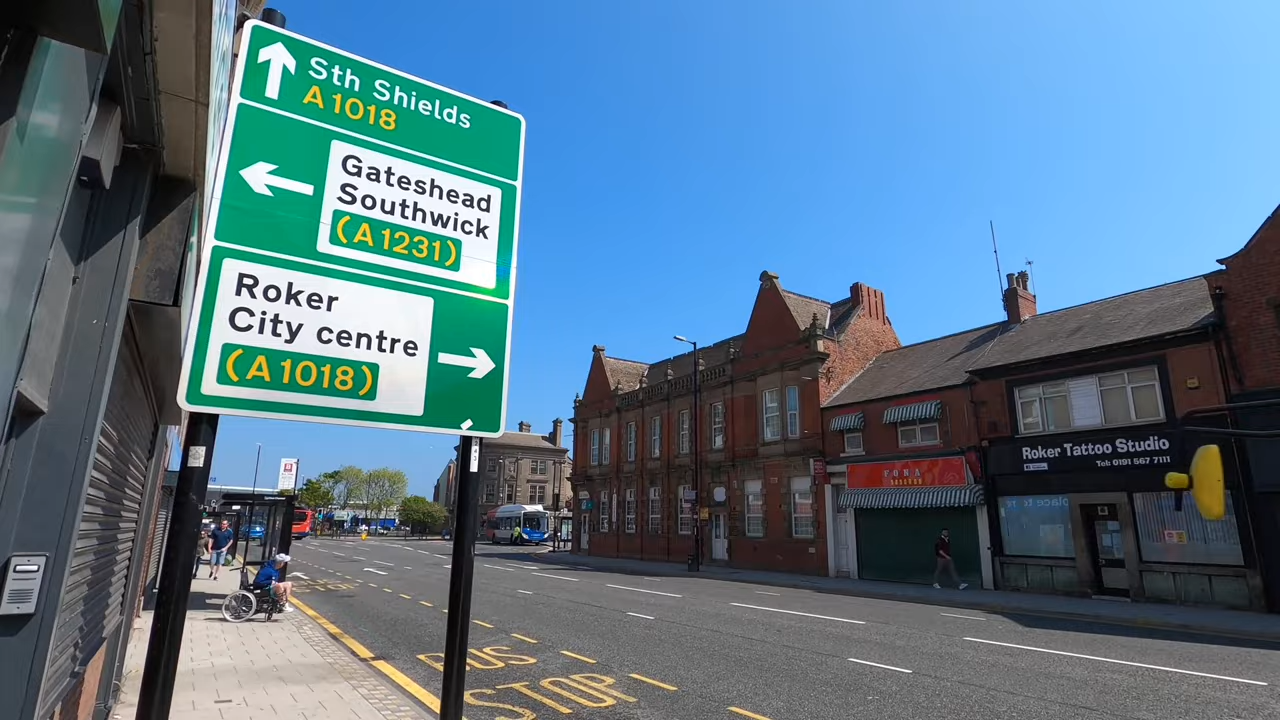 Sth Shields
A1018
Gateshead
Southwick
(A1231)
Roker
City centre
(A1018)
Roker Tattoo Studio
Tel: 0191 567 7111
FONA
BUS
STOP